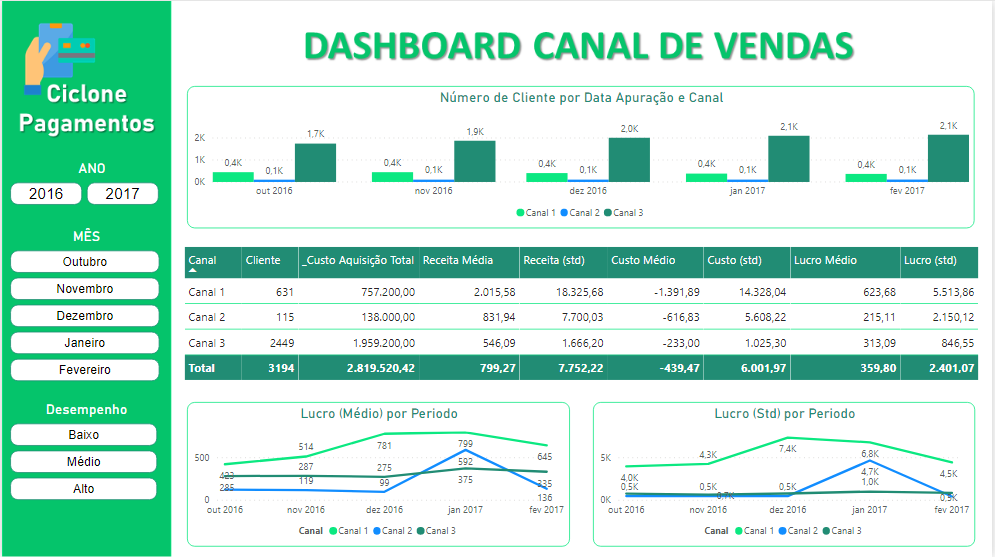 Ciclone
Pagamentos
ANO
2016 2017
MÊS
Outubro
Novembro
Dezembro
Janeiro
Fevereiro
Desempenho
Baixo
Médio
Alto
DASHBOARD CANAL DE VENDAS
Número de Cliente por Data Apuração e Canal
2K
1K
0K
0,4K 0,1K 1,7K
0,4K 0,1K 1,9K
0,4K 0,1K 2,0K
0,4K 0,1K 2,1K
0,4K 0,1K 2,1K
out 2016 nov 2016 dez 2016 jan 2017 fev 2017
Canal 1 Canal 2 Canal 3
Canal Cliente _Custo Aquisição Total Receita Média Receita (std) Custo Médio Custo (std) Lucro Médio Lucro (std)
Canal 1 631 757.200,00 2.015,58 18.325,68 -1.391,89 14.328,04 623,68 5.513,86
Canal 2 115 138.000,00 831,94 7.700,03 -616,83 5.608,22 215,11 2.150,12
Canal 3 2449 1.959.200,00 546,09 1.666,20 -233,00 1.025,30 313,09 846,55
Total 3194 2.819.520,42 799,27 7.752,22 -439,47 6.001,97 359,80 2.401,07
Lucro (Médio) por Periodo
500
0
423 514 781 799 645
285 287 275 592 335
119 99 375 136
out 2016 nov 2016 dez 2016 jan 2017 fev 2017
Canal Canal 1 Canal 2 Canal 3
Lucro (Std) por Periodo
5K
0K
4.0K 4,3K 7,4K 6.8K 4,5K
0.5K 0,5K 0,5K 4.7K
0,7K 1.0K
out 2016 nov 2016 dez 2016 jan 2017 fev 2017
Canal Canal 1 Canal 2 Canal 3